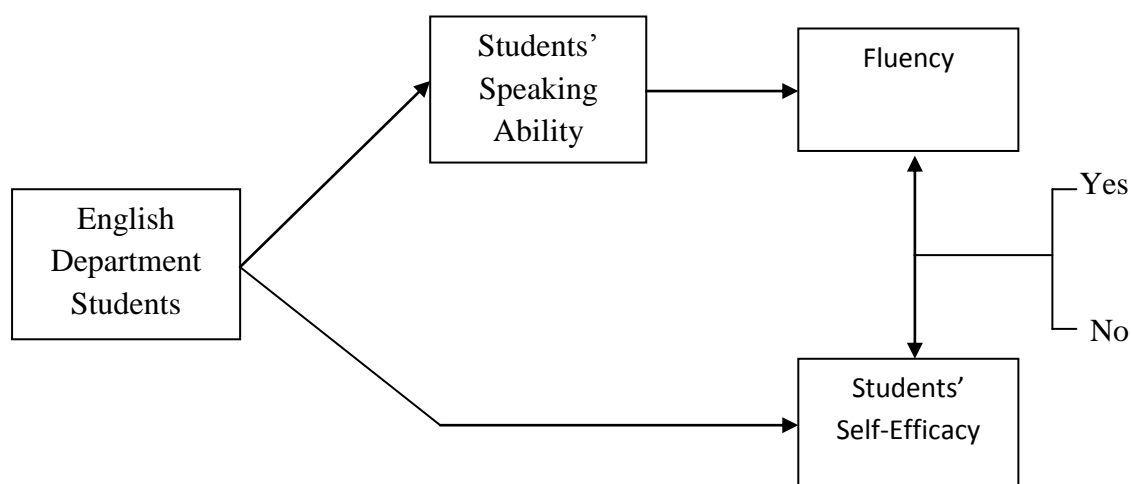 Students’
Speaking
Ability
Fluency
English
Department
Students
Yes
No
Students’
Self-Efficacy